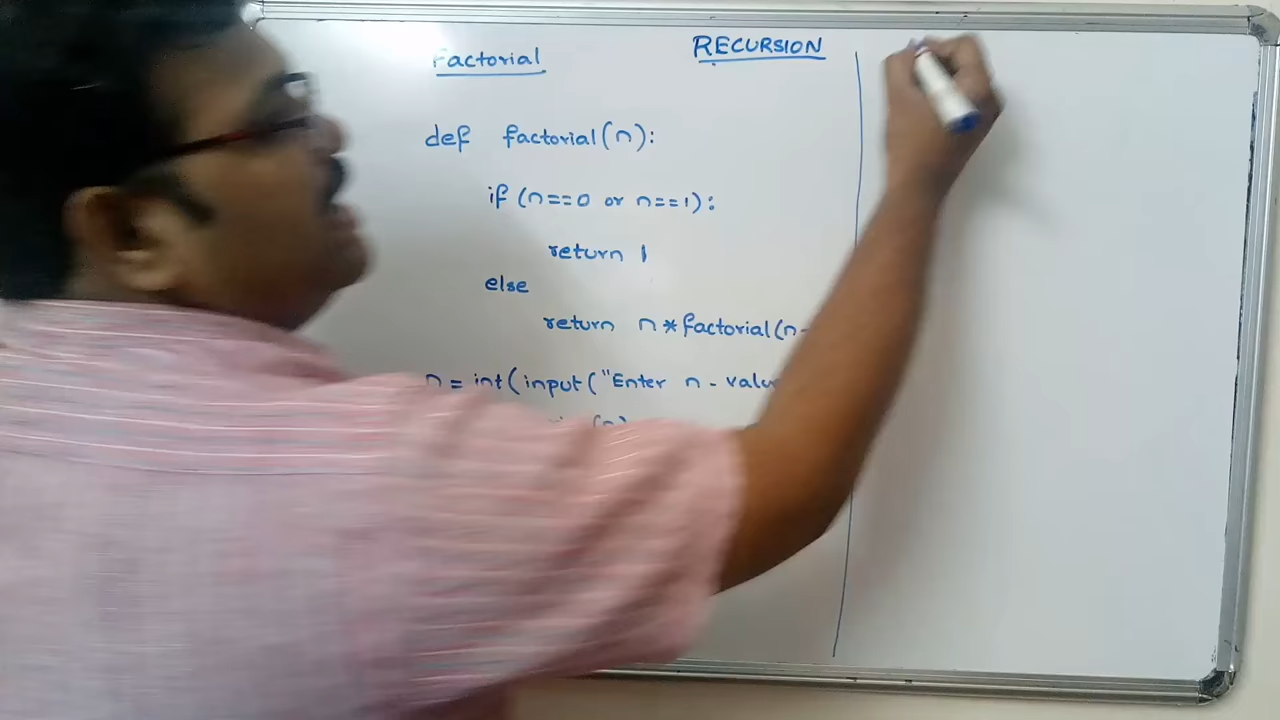 Factorial
RECURSION
def factorial(n):
if (n==0 or n==1):
return 1
else
return n*factorial(n-
n = int(input("Enter n - valu
(n)